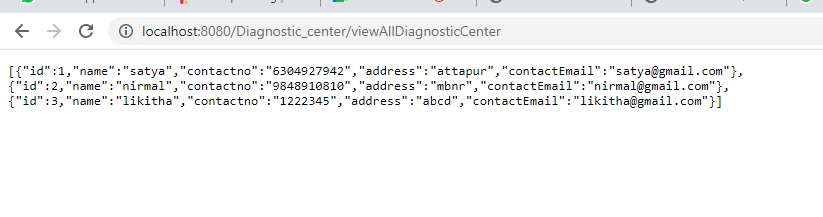 localhost:8080/Diagnostic_center/viewAllDiagnosticCenter
[{"id":1,"name":"satya","contactno":"6304927942","address":"attapur","contactEmail":"satya@gmail.com"},
{"id":2,"name":"nirmal","contactno":"9848910810","address":"mbnr","contactEmail":"nirmal@gmail.com"},
{"id":3,"name":"likitha","contactno":"1222345","address":"abcd","contactEmail":"likitha@gmail.com"}]